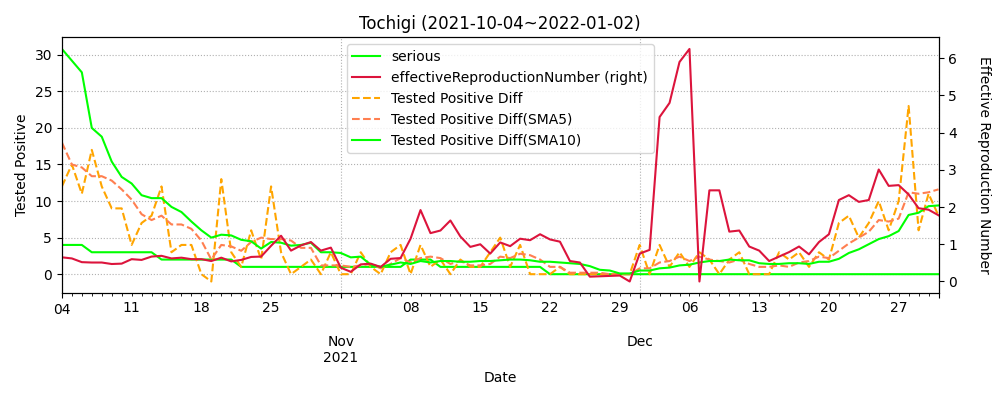 Tochigi (2021-10-04~2022-01-02)
serious
effectiveReproductionNumber (right)
Tested Positive Diff
Tested Positive Diff(SMA5)
Tested Positive Diff(SMA10)
Tested Positive
30
25
20
15
10
5
0
Effective Reproduction Number
6
5
4
3
2
1
0
04 11 18 25 08 15 22 29 06 13 20 27
Nov Dec
2021
Date